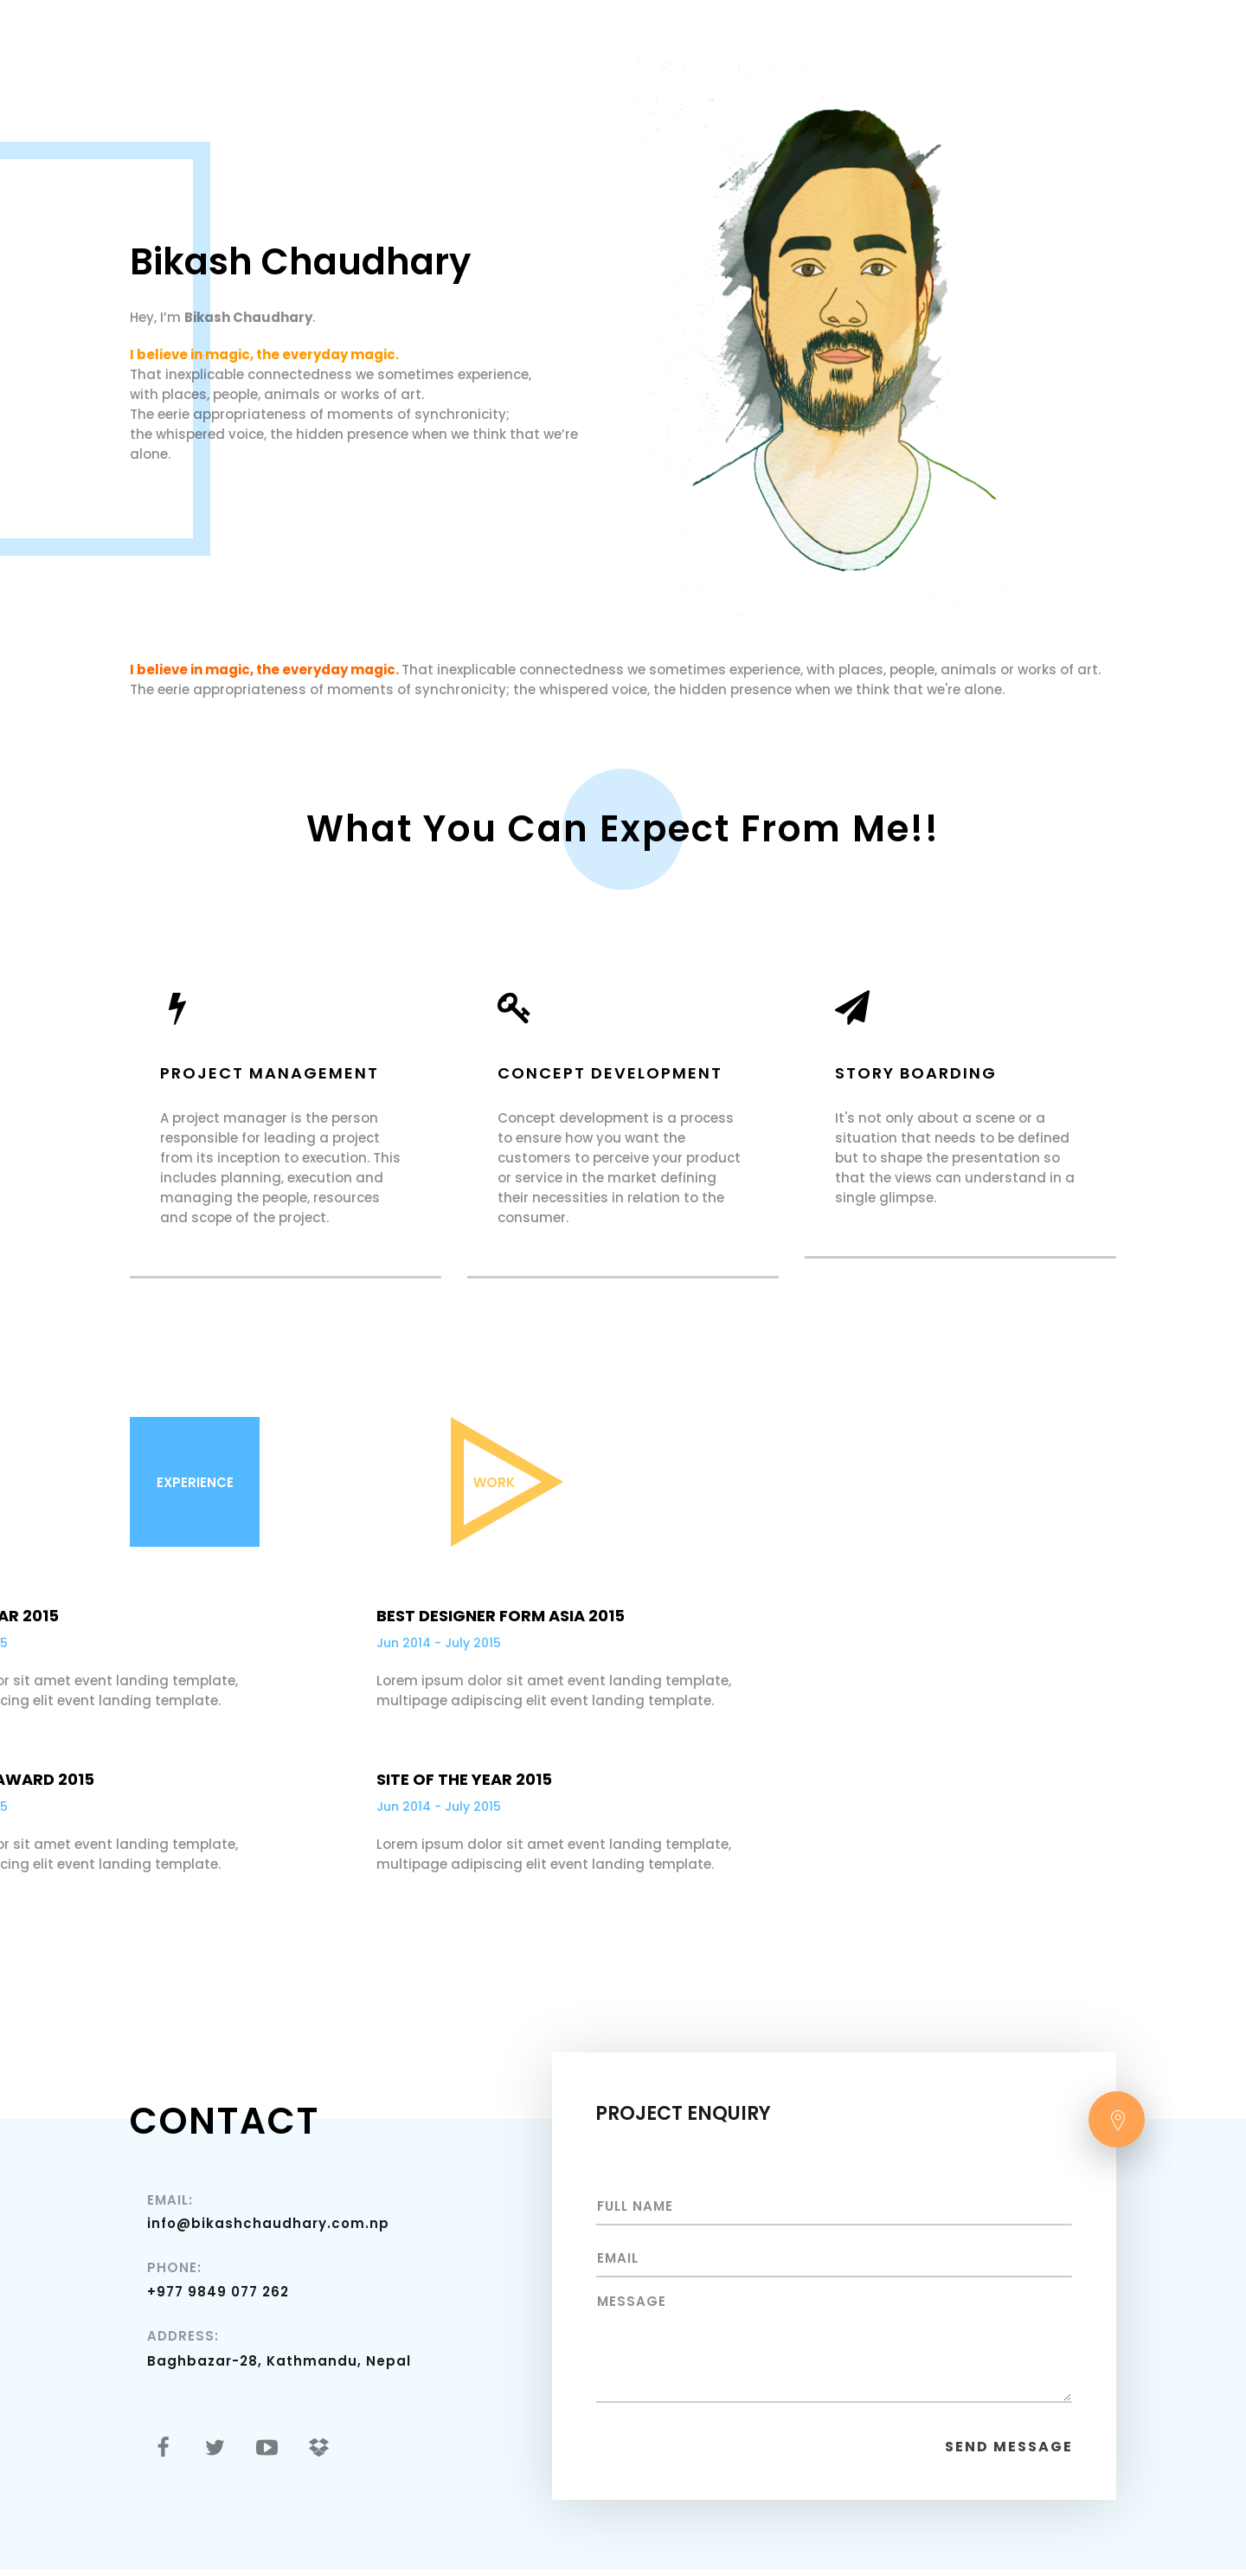 Bikash Chaudhary
Hey, I’m Bikash Chaudhary.
I believe in magic, the everyday magic.
That inexplicable connectedness we sometimes experience,
with places, people, animals or works of art.
The eerie appropriateness of moments of synchronicity;
the whispered voice, the hidden presence when we think that we’re
alone.
I believe in magic, the everyday magic. That inexplicable connectedness we sometimes experience, with places, people, animals or works of art.
The eerie appropriateness of moments of synchronicity; the whispered voice, the hidden presence when we think that we're alone.
What You Can Expect From Me!!
PROJECT MANAGEMENT
A project manager is the person
responsible for leading a project
from its inception to execution. This
includes planning, execution and
managing the people, resources
and scope of the project.
CONCEPT DEVELOPMENT
Concept development is a process
to ensure how you want the
customers to perceive your product
or service in the market defining
their necessities in relation to the
consumer.
STORY BOARDING
It's not only about a scene or a
situation that needs to be defined
but to shape the presentation so
that the views can understand in a
single glimpse.
EXPERIENCE
WORK
AR 2015
5
or sit amet event landing template,
cing elit event landing template.
BEST DESIGNER FORM ASIA 2015
Jun 2014 - July 2015
Lorem ipsum dolor sit amet event landing template,
multipage adipiscing elit event landing template.
AWARD 2015
5
or sit amet event landing template,
cing elit event landing template.
SITE OF THE YEAR 2015
Jun 2014 - July 2015
Lorem ipsum dolor sit amet event landing template,
multipage adipiscing elit event landing template.
CONTACT
EMAIL:
info@bikashchaudhary.com.np
PHONE:
+977 9849 077 262
ADDRESS:
Baghbazar-28, Kathmandu, Nepal
PROJECT ENQUIRY
FULL NAME
EMAIL
MESSAGE
SEND MESSAGE